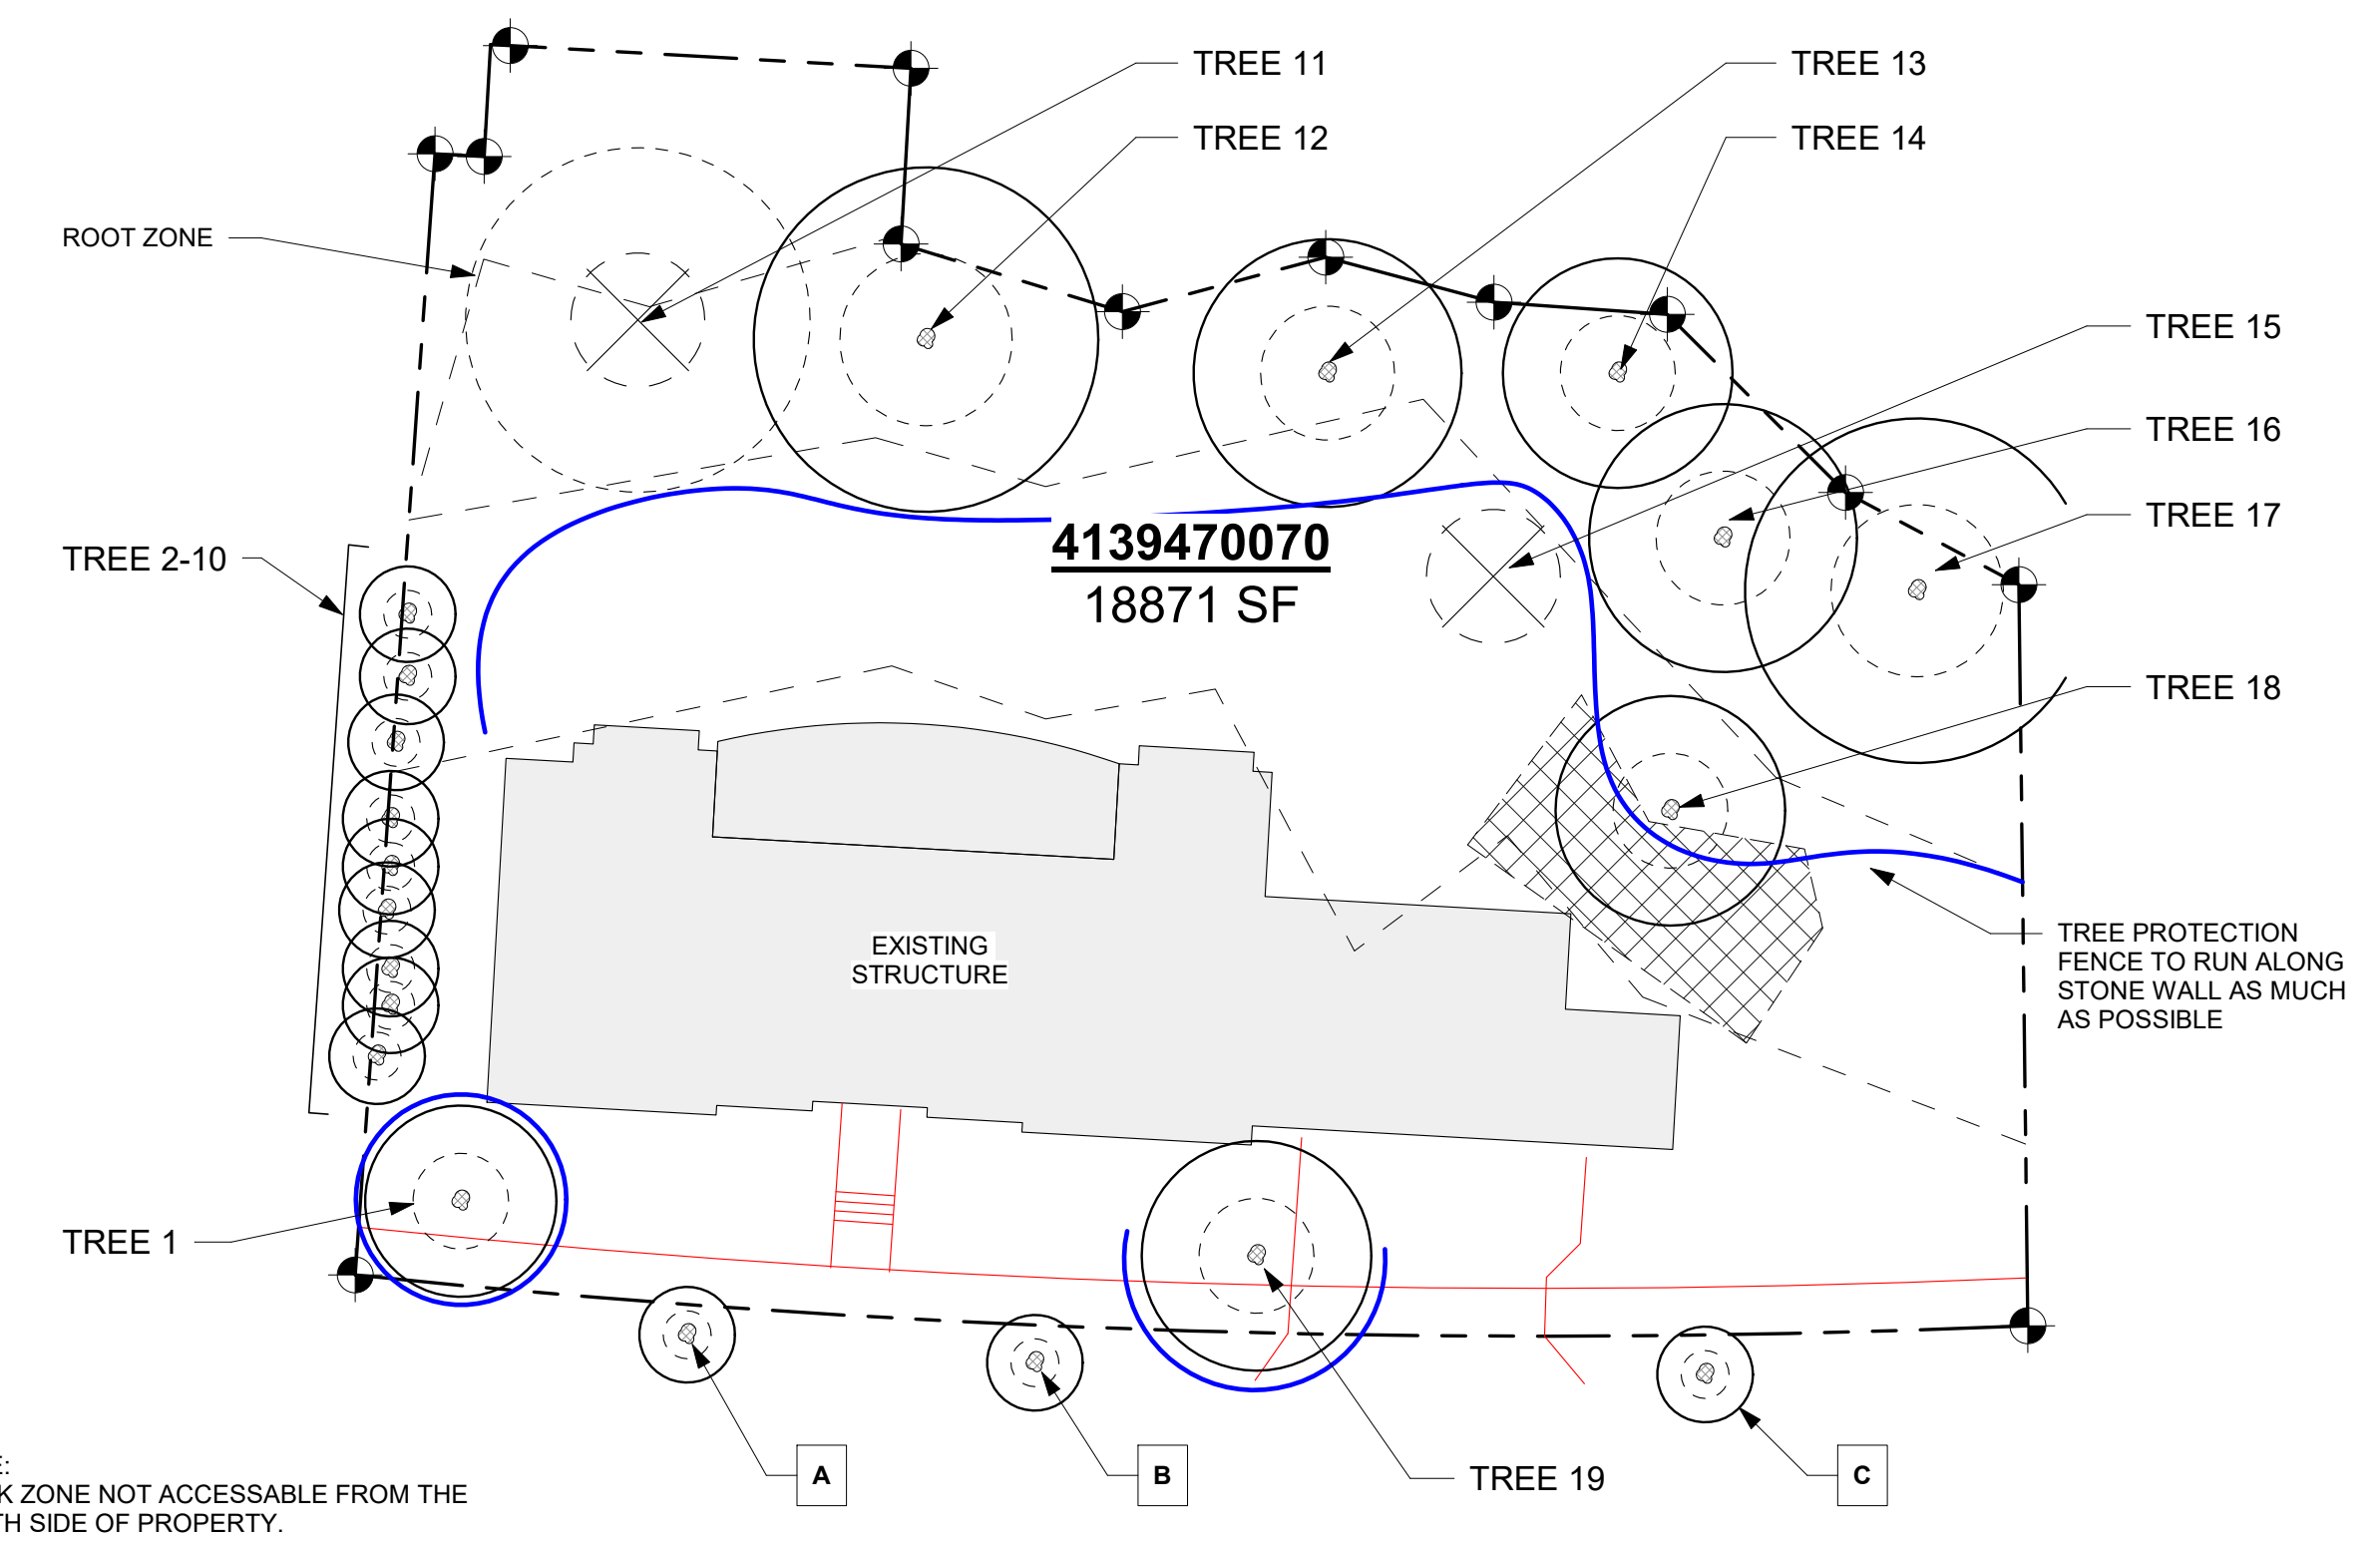 TREE 11
TREE 13
TREE 12
TREE 14
ROOT ZONE
TREE 15
TREE 16
TREE 17
4139470070
18871 SF
TREE 2-10
TREE 18
EXISTING
STRUCTURE
TREE PROTECTION
FENCE TO RUN ALONG
STONE WALL AS MUCH
AS POSSIBLE
TREE 1
A
B
TREE 19
C
ZONE NOT ACCESSABLE FROM THE
SIDE OF PROPERTY.